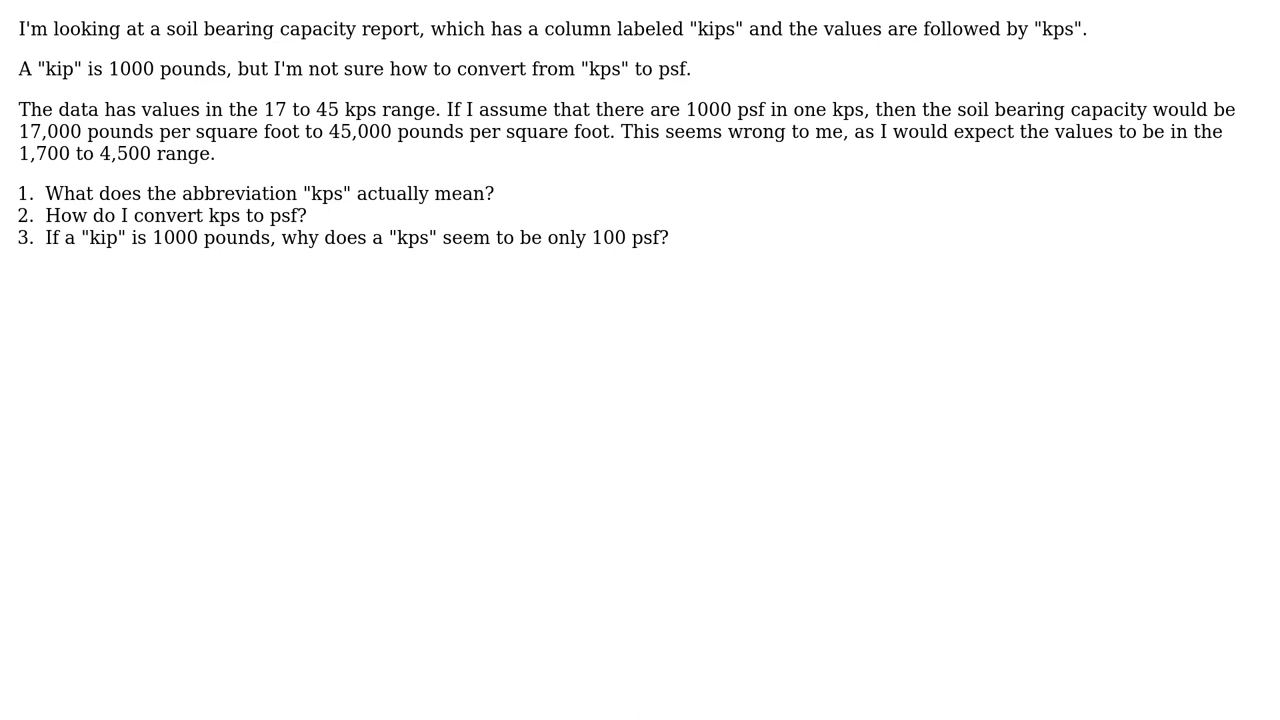 I'm looking at a soil bearing capacity report, which has a column labeled "kips" and the values are followed by "kps".
A "kip" is 1000 pounds, but I'm not sure how to convert from "kps" to psf.
The data has values in the 17 to 45 kps range. If I assume that there are 1000 psf in one kps, then the soil bearing capacity would be
17,000 pounds per square foot to 45,000 pounds per square foot. This seems wrong to me, as I would expect the values to be in the
1,700 to 4,500 range.
1. What does the abbreviation "kps" actually mean?
2. How do I convert kps to psf?
3. If a "kip" is 1000 pounds, why does a "kps" seem to be only 100 psf?